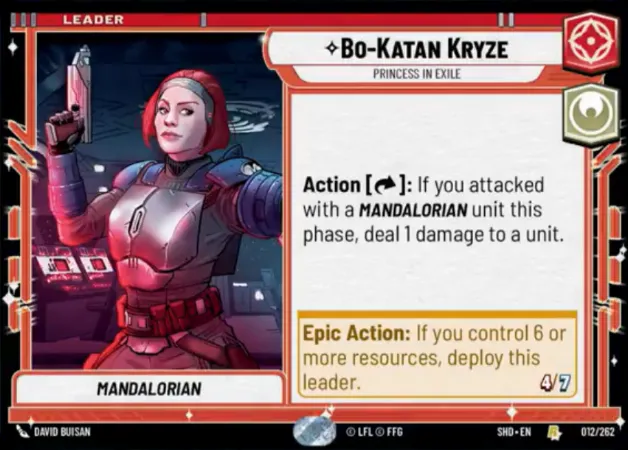 LEADER
BO-KATAN KRYZE
PRINCESS IN EXILE
Action [ ]: If you attacked
with a MANDALORIAN unit this
phase, deal 1 damage to a unit.
Epic Action: If you control 6 or
more resources, deploy this
leader.
4/7
MANDALORIAN
DAVID BUISAN
© LFL © FFG
SHD • EN
012/262